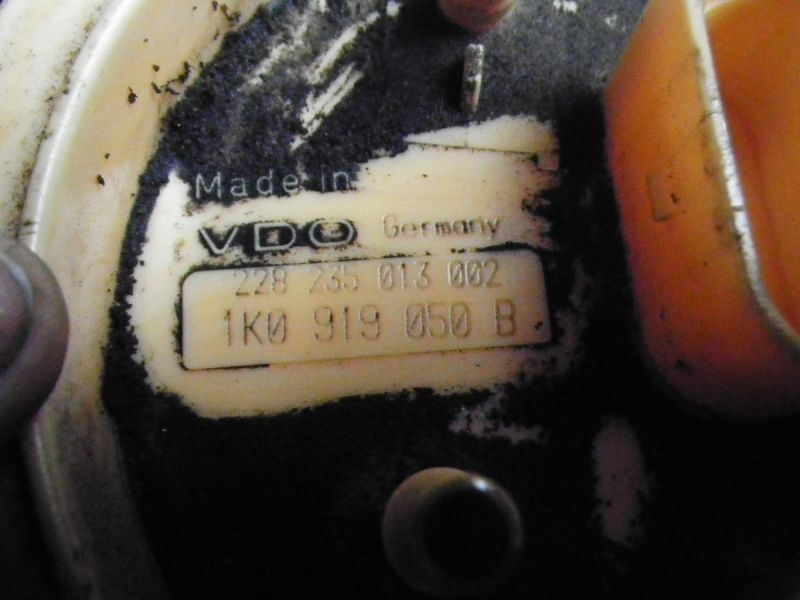 Made in
VDO Germany
228 235 013 002
1K0 919 050 B